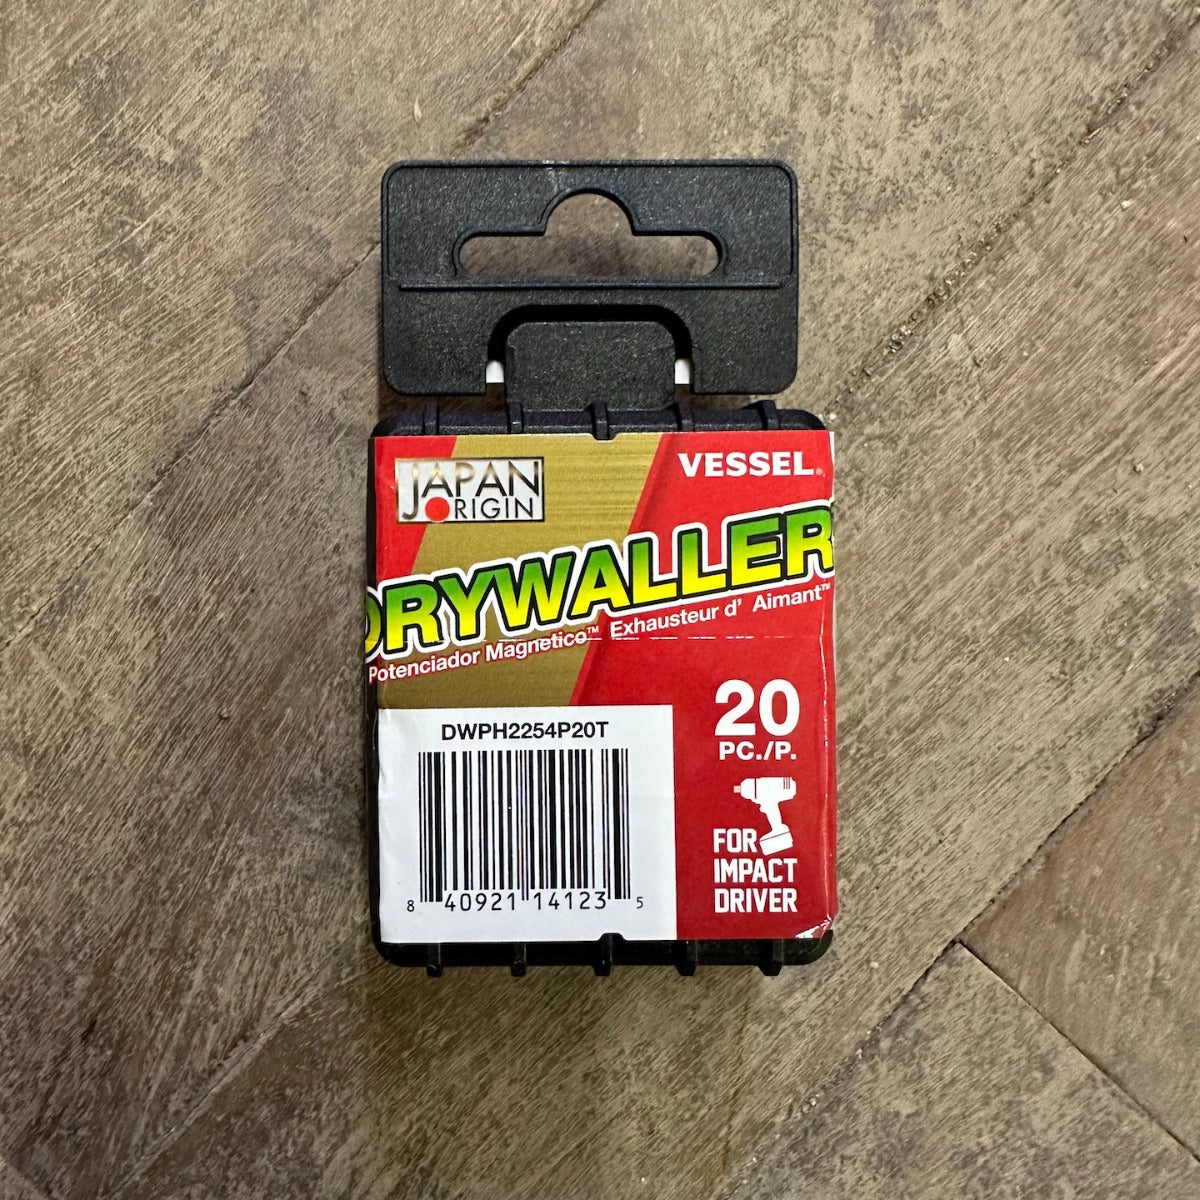 JAPAN
ORIGIN
VESSEL®
DRYWALLER
Potenciador Magnetico™ Exhausteur d' Aimant™
20
PC./P.
DWPH2254P20T
8 40921 14123 5
FOR
IMPACT
DRIVER